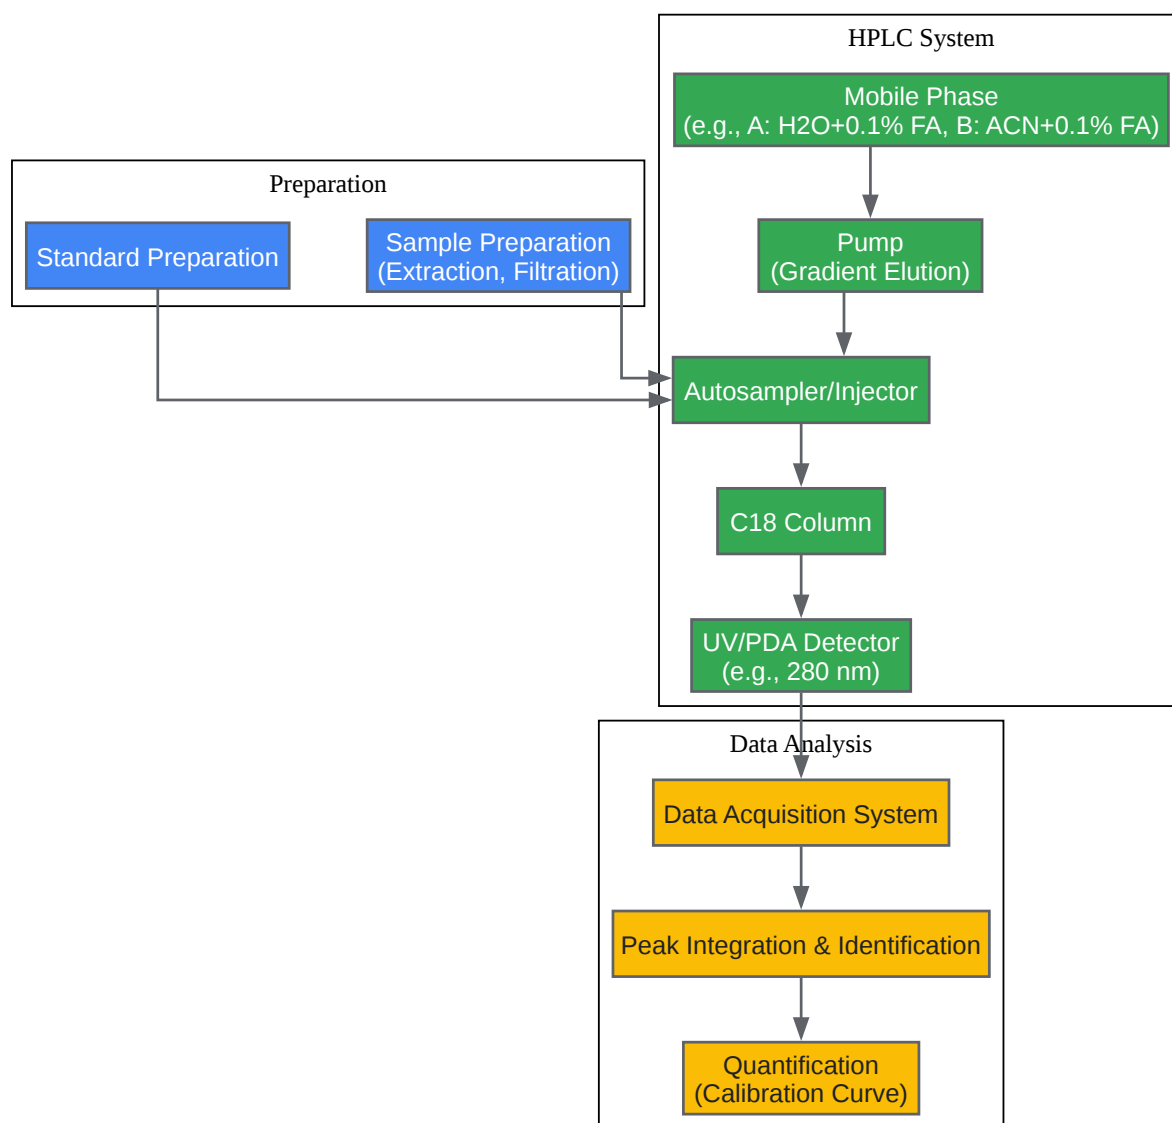 HPLC System
Mobile Phase
(e.g., A: H2O+0.1% FA, B: ACN+0.1% FA)
Preparation
Standard Preparation
Sample Preparation
(Extraction, Filtration)
Pump
(Gradient Elution)
Autosampler/Injector
C18 Column
UV/PDA Detector
(e.g., 280 nm)
Data Analysis
Data Acquisition System
Peak Integration & Identification
Quantification
(Calibration Curve)